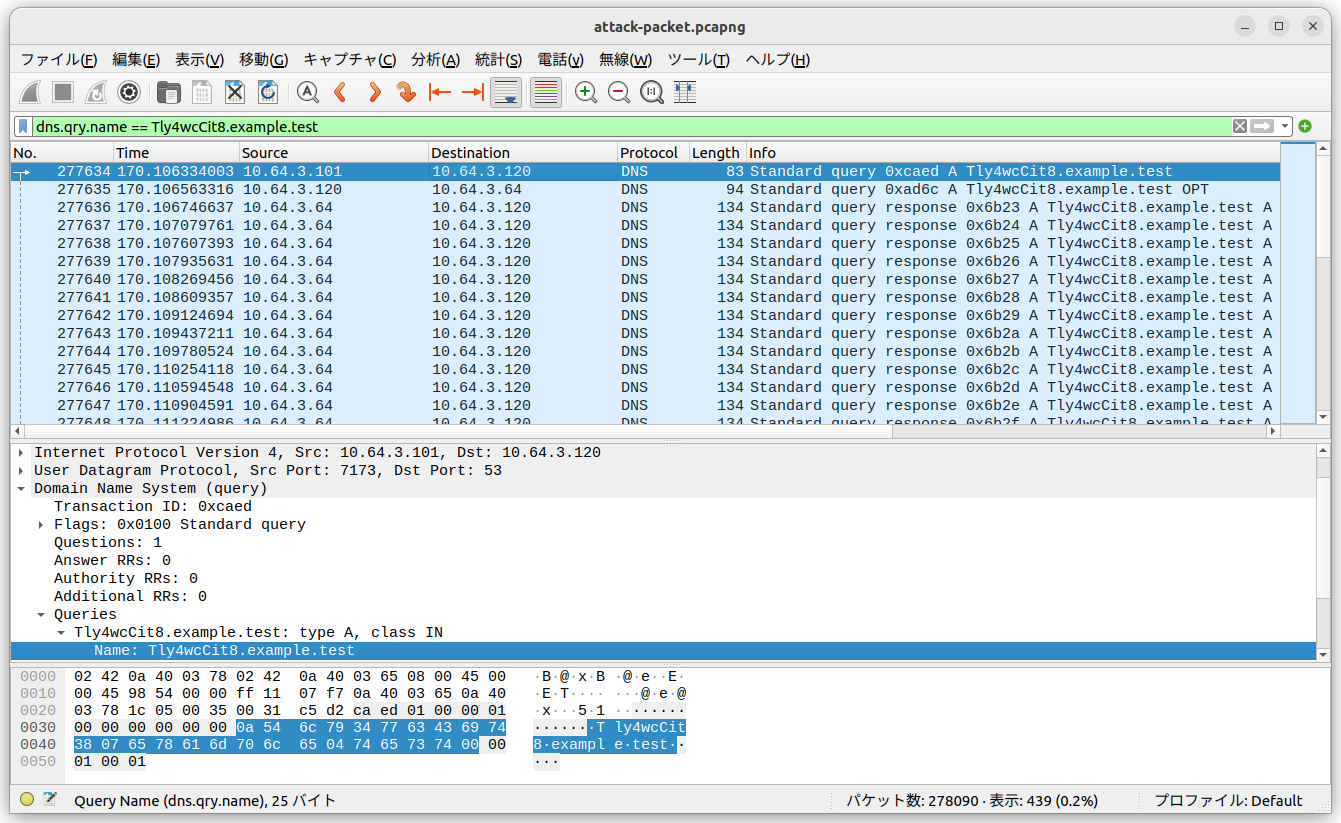 attack-packet.pcapng
ファイル(F) 編集(E) 表示(V) 移動(G) キャプチャ(C) 分析(A) 統計(S) 電話(y) 無線(W) ツール(T) ヘルプ(H)
dns.qry.name == Tly4wcCit8.example.test
No. Time Source Destination Protocol Length Info
277634 170.106334003 10.64.3.101 10.64.3.120 DNS 83 Standard query 0xcaed A Tly4wcCit8.example.test
277635 170.106563316 10.64.3.120 10.64.3.64 DNS 94 Standard query 0xad6c A Tly4wcCit8.example.test OPT
277636 170.106746637 10.64.3.64 10.64.3.120 DNS 134 Standard query response 0x6b23 A Tly4wcCit8.example.test A
277637 170.107079761 10.64.3.64 10.64.3.120 DNS 134 Standard query response 0x6b24 A Tly4wcCit8.example.test A
277638 170.107607393 10.64.3.64 10.64.3.120 DNS 134 Standard query response 0x6b25 A Tly4wcCit8.example.test A
277639 170.107935631 10.64.3.64 10.64.3.120 DNS 134 Standard query response 0x6b26 A Tly4wcCit8.example.test A
277640 170.108269456 10.64.3.64 10.64.3.120 DNS 134 Standard query response 0x6b27 A Tly4wcCit8.example.test A
277641 170.108609357 10.64.3.64 10.64.3.120 DNS 134 Standard query response 0x6b28 A Tly4wcCit8.example.test A
277642 170.109124694 10.64.3.64 10.64.3.120 DNS 134 Standard query response 0x6b29 A Tly4wcCit8.example.test A
277643 170.109437211 10.64.3.64 10.64.3.120 DNS 134 Standard query response 0x6b2a A Tly4wcCit8.example.test A
277644 170.109780524 10.64.3.64 10.64.3.120 DNS 134 Standard query response 0x6b2b A Tly4wcCit8.example.test A
277645 170.110254118 10.64.3.64 10.64.3.120 DNS 134 Standard query response 0x6b2c A Tly4wcCit8.example.test A
277646 170.110594548 10.64.3.64 10.64.3.120 DNS 134 Standard query response 0x6b2d A Tly4wcCit8.example.test A
277647 170.110904591 10.64.3.64 10.64.3.120 DNS 134 Standard query response 0x6b2e A Tly4wcCit8.example.test A
277648 170.111224986 10.64.3.64 10.64.3.120 DNS 134 Standard query response 0x6b2f A Tly4wcCit8.example.test A
Internet Protocol Version 4, Src: 10.64.3.101, Dst: 10.64.3.120
User Datagram Protocol, Src Port: 7173, Dst Port: 53
Domain Name System (query)
Transaction ID: 0xcaed
Flags: 0x0100 Standard query
Questions: 1
Answer RRs: 0
Authority RRs: 0
Additional RRs: 0
Queries
Tly4wcCit8.example.test: type A, class IN
Name: Tly4wcCit8.example.test
0000 02 42 0a 40 03 78 02 42 0a 40 03 65 08 00 45 00 ·B·@·x·B ·@·e··E·
0010 00 45 98 54 00 00 ff 11 07 f7 0a 40 03 65 0a 40 ·E·T···· ···@·e·@
0020 03 78 1c 05 00 35 00 31 c5 d2 ca ed 01 00 00 01 ·x···5·1 ········
0030 00 00 00 00 00 00 0a 54 6c 79 34 77 63 43 69 74 ·······T ly4wcCit
0040 38 07 65 78 61 6d 70 6c 65 04 74 65 73 74 00 00 8·exampl e·test··
0050 01 00 01 ···
Query Name (dns.qry.name), 25 バイト パケット数: 278090 · 表示: 439 (0.2%) プロファイル: Default